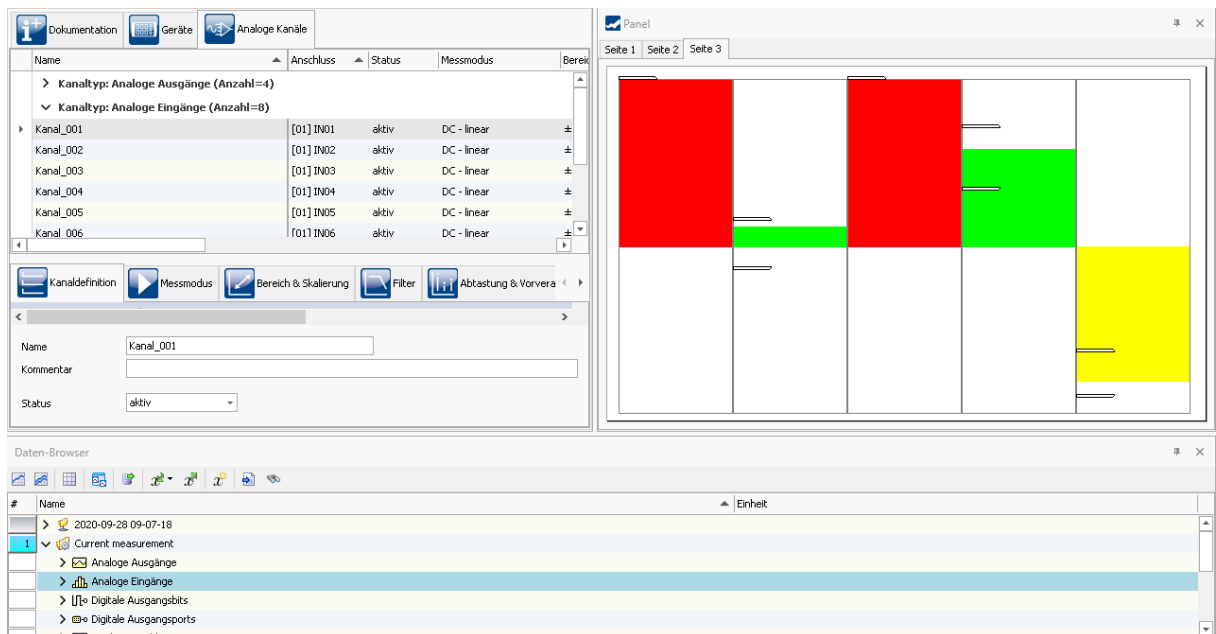 Dokumentation Geräte Analoge Kanäle
Name Anschluss Status Messmodus Bereic
Kanaltyp: Analoge Ausgänge (Anzahl=4)
Kanaltyp: Analoge Eingänge (Anzahl=8)
Kanal_001 [01] IN01 aktiv DC - linear ±
Kanal_002 [01] IN02 aktiv DC - linear ±
Kanal_003 [01] IN03 aktiv DC - linear ±
Kanal_004 [01] IN04 aktiv DC - linear ±
Kanal_005 [01] IN05 aktiv DC - linear ±
Kanal_006 [01] IN06 aktiv DC - linear ±
Kanaldefinition Messmodus Bereich & Skalierung Filter Abtastung & Vorvera
Name Kanal_001
Kommentar
Status aktiv
Panel
Seite 1 Seite 2 Seite 3
Daten-Browser
# Name Einheit
2020-09-28 09-07-18
1 Current measurement
Analoge Ausgänge
Analoge Eingänge
Digitale Ausgangsbits
Digitale Ausgangsports